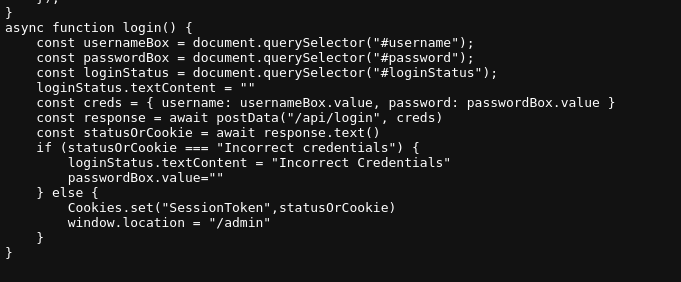 });
}
async function login() {
    const usernameBox = document.querySelector("#username");
    const passwordBox = document.querySelector("#password");
    const loginStatus = document.querySelector("#loginStatus");
    loginStatus.textContent = ""
    const creds = { username: usernameBox.value, password: passwordBox.value }
    const response = await postData("/api/login", creds)
    const statusOrCookie = await response.text()
    if (statusOrCookie === "Incorrect credentials") {
        loginStatus.textContent = "Incorrect Credentials"
        passwordBox.value=""
    } else {
        Cookies.set("SessionToken",statusOrCookie)
        window.location = "/admin"
    }
}